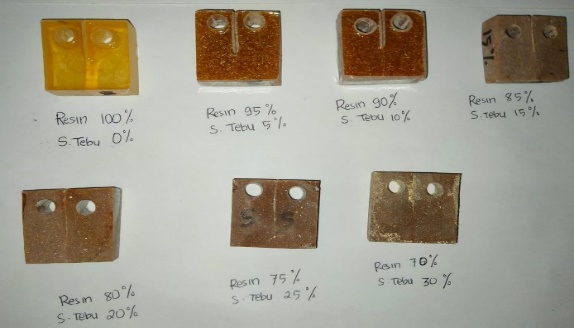 Resin 100%
S. Tebu 0%
Resin 95%
S. Tebu 5%
Resin 90%
S. Tebu 10%
Resin 85%
S. Tebu 15%
Resin 80%
S. Tebu 20%
Resin 75%
S. Tebu 25%
Resin 70%
S. Tebu 30%